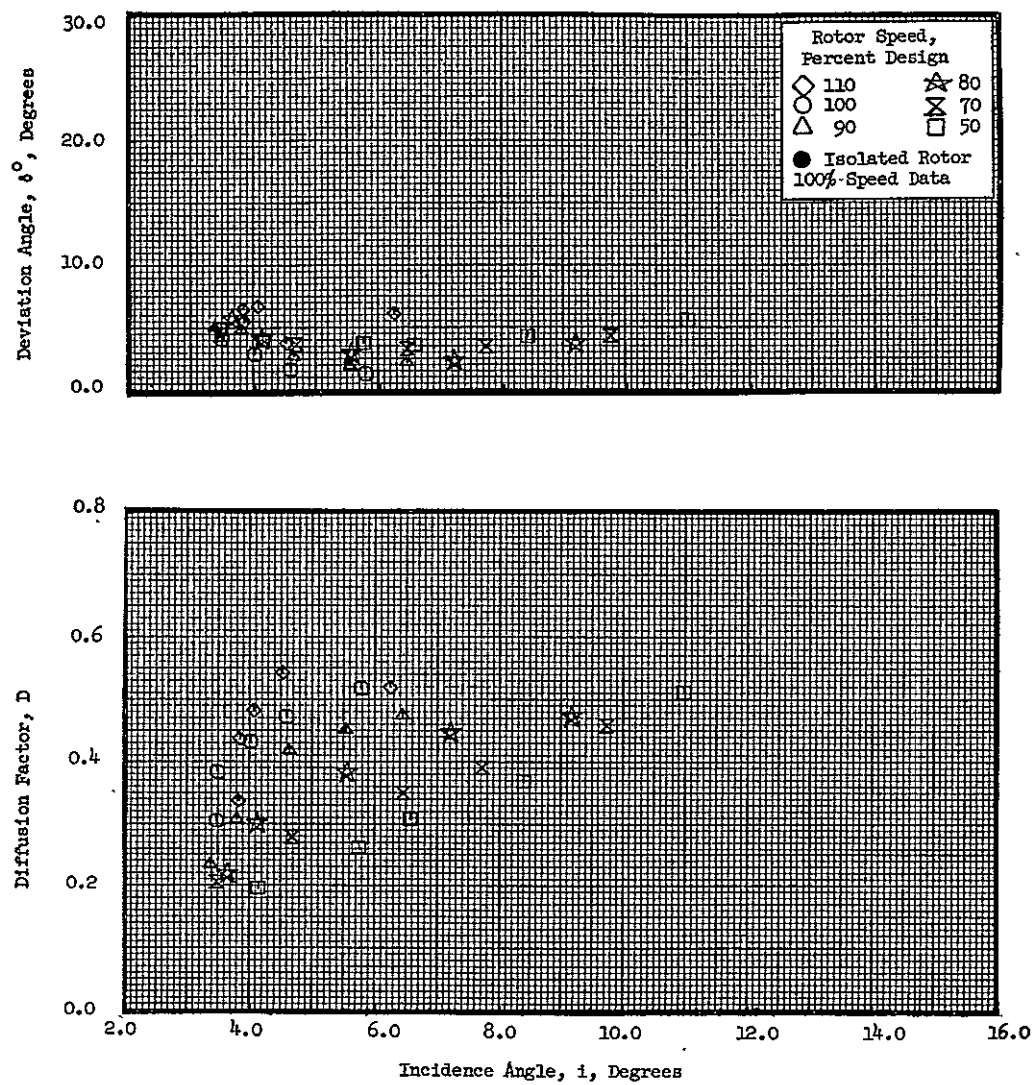 30.0
20.0
10.0
0.0
Deviation Angle, δ°, Degrees
Rotor Speed,
Percent Design
110
100
90
80
70
50
Isolated Rotor
100% Speed Data
0.8
0.6
0.4
0.2
0.0
Diffusion Factor, D
2.0 4.0 6.0 8.0 10.0 12.0 14.0 16.0
Incidence Angle, i, Degrees